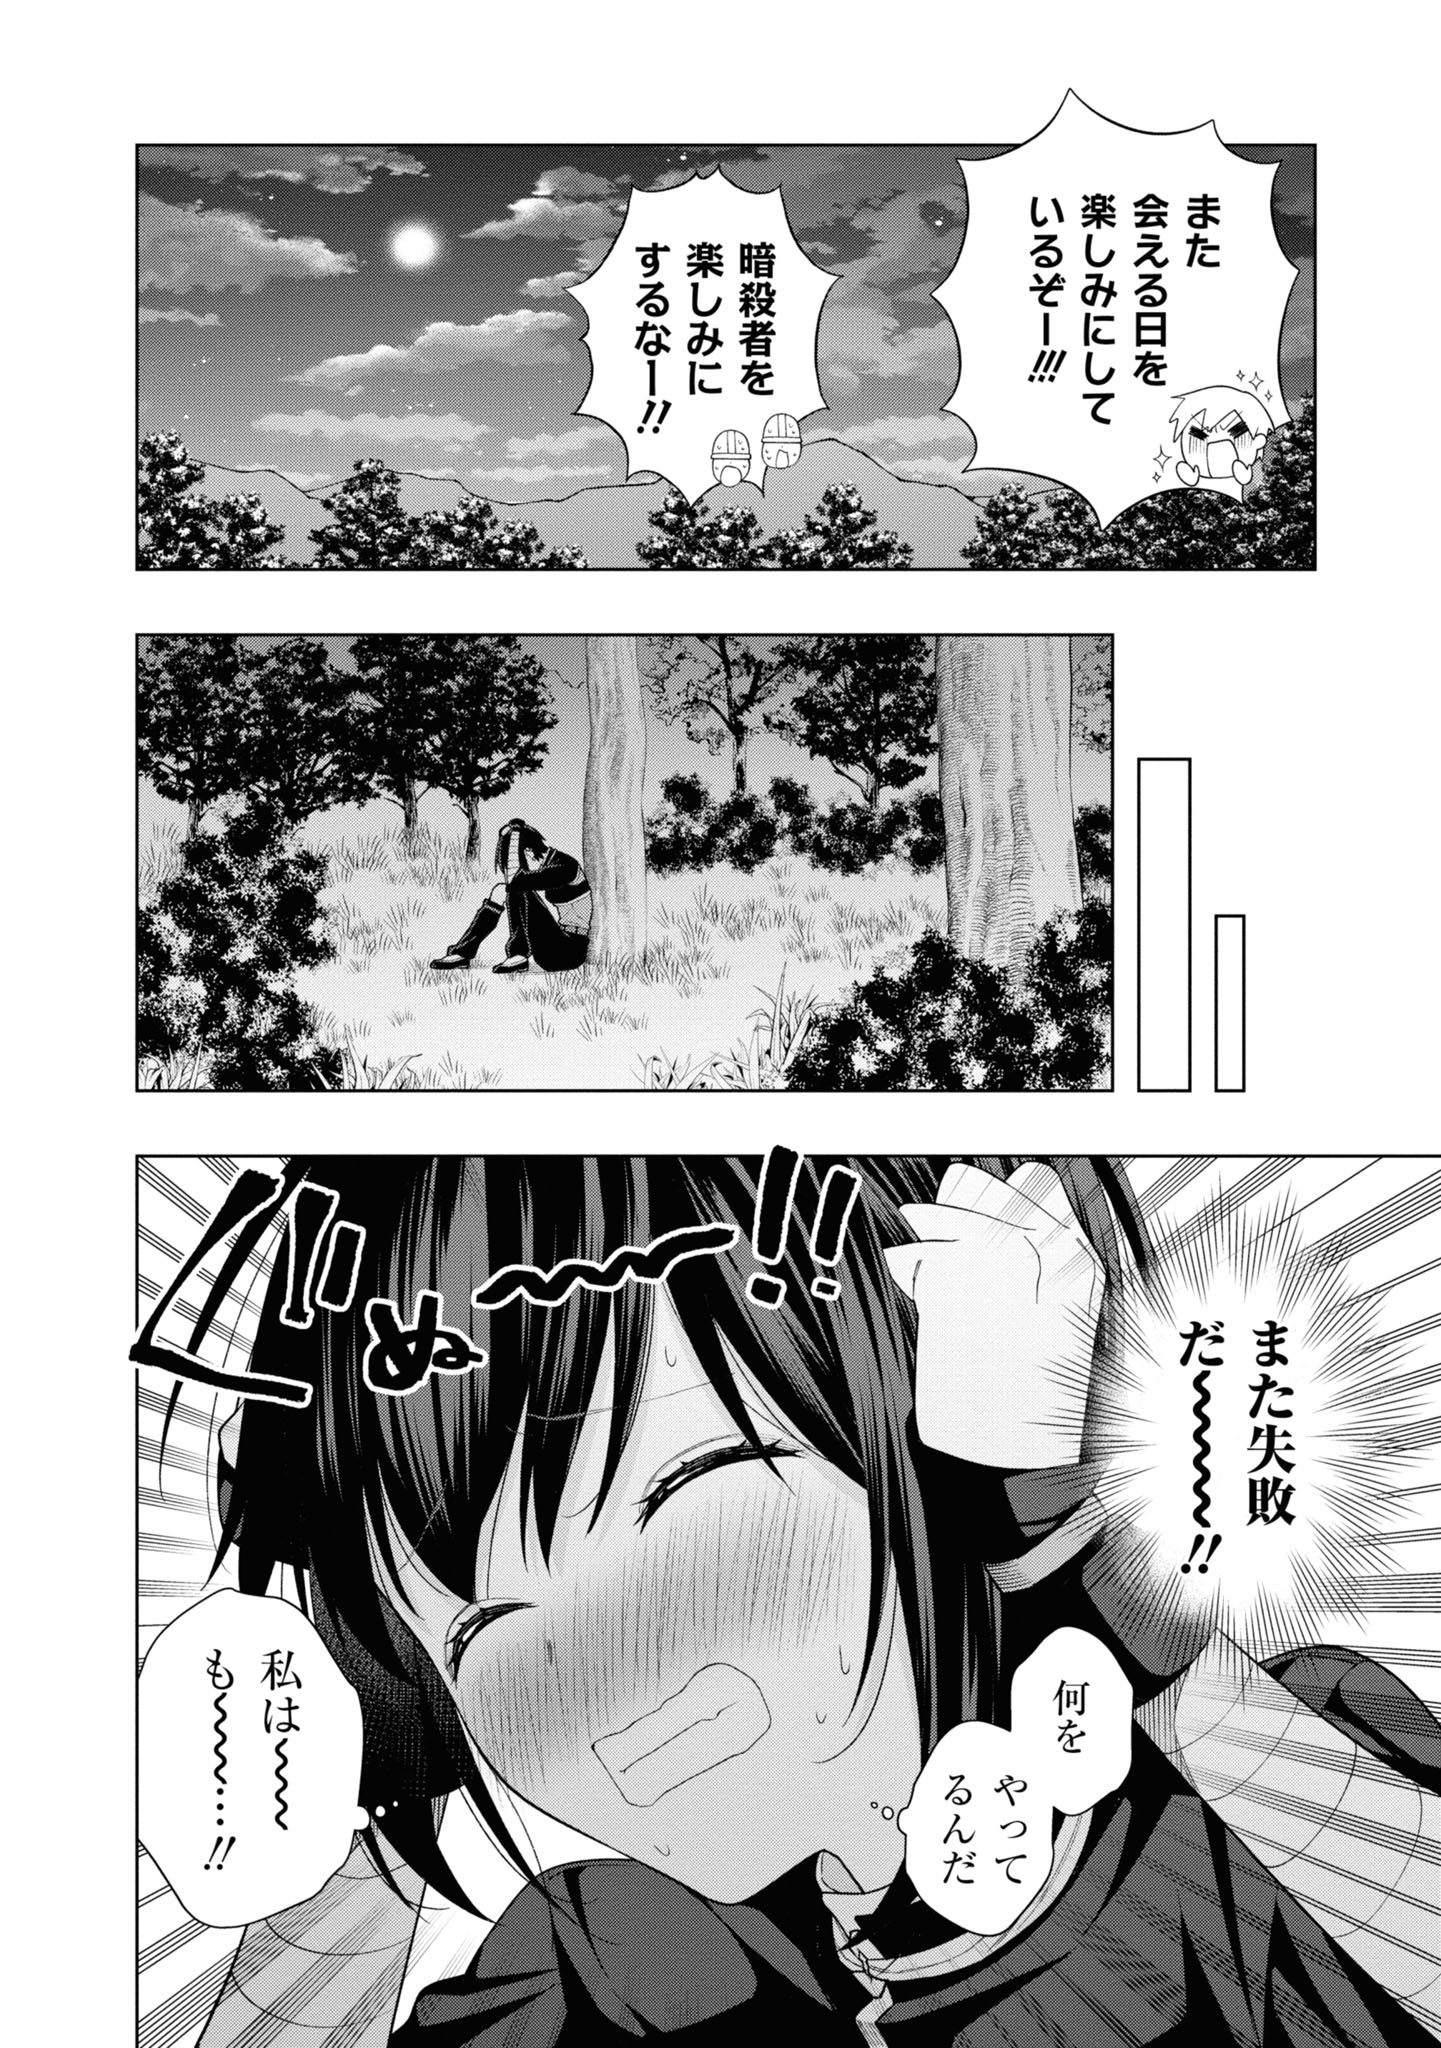 また
会える日を
楽しみにして
いるぞー!!!
暗殺者を
楽しみに
するなー!!
また失敗
だ〜〜〜〜!!
ぐぬ〜〜!!
何を
やって
るんだ
私は〜〜
も〜〜〜…!!